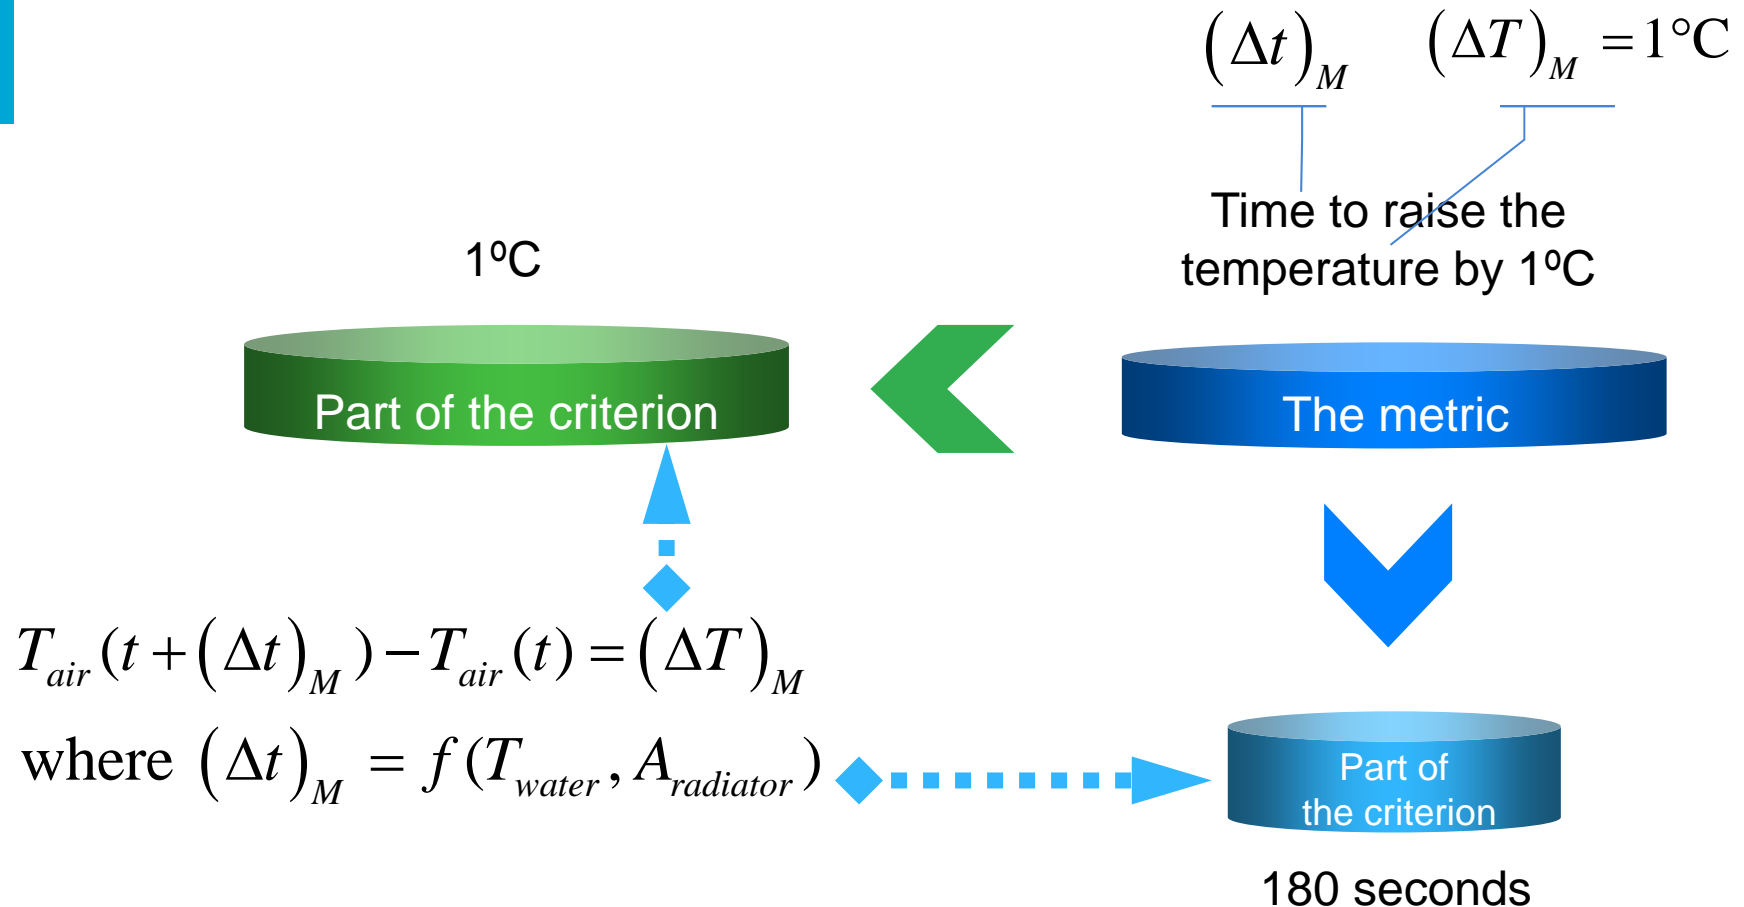 (Δt)_M (ΔT)_M = 1°C
Time to raise the
temperature by 1ºC
1ºC
Part of the criterion
The metric
T_air(t + (Δt)_M) − T_air(t) = (ΔT)_M
where (Δt)_M = f(T_water, A_radiator)
Part of
the criterion
180 seconds